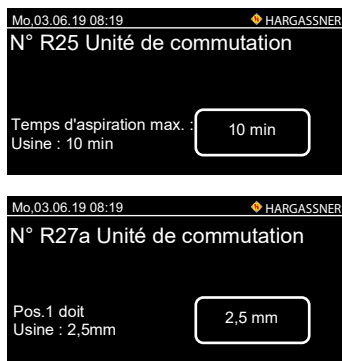 Mo,03.06.19 08:19 HARGASSNER
N° R25 Unité de commutation
Temps d'aspiration max. : 10 min
Usine : 10 min
Mo,03.06.19 08:19 HARGASSNER
N° R27a Unité de commutation
Pos.1 doit 2,5 mm
Usine : 2,5mm